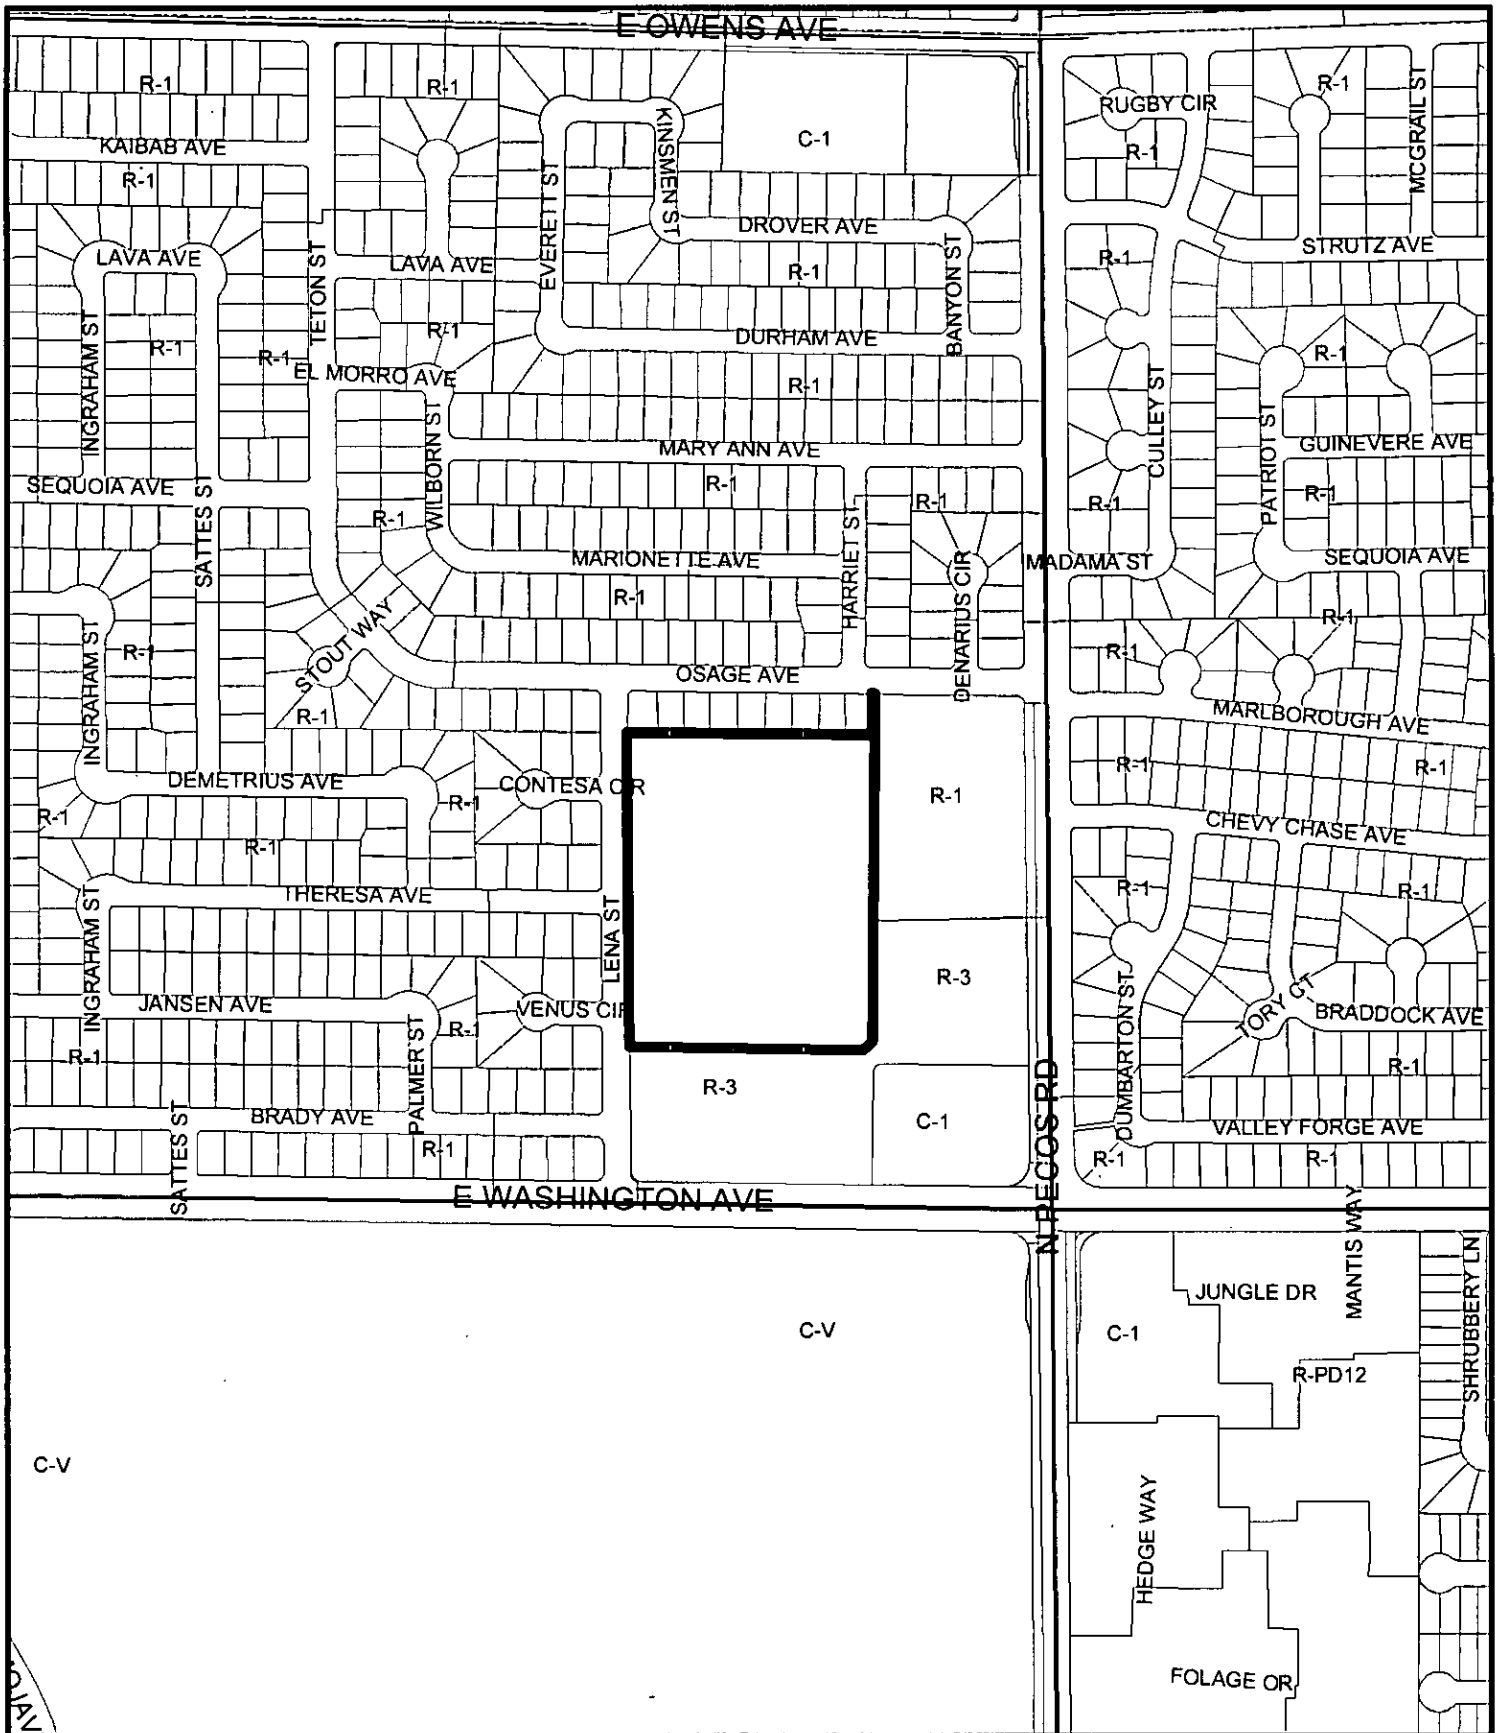 E OWENS AVE
R-1
R-1
R-1
RUGBY CIR
MCGRAIL ST
KAIBAB AVE
KINSMEN ST
C-1
R-1
R-1
EVERETT ST
DROVER AVE
LAVA AVE
TETON ST
LAVA AVE
R-1
BANYON ST
R-1
STRUTZ AVE
INGRAHAM ST
R-1
R-1
R-1
DURHAM AVE
R-1
EL MORRO AVE
R-1
CULLEY ST
PATRIOT ST
WILBORN ST
MARY ANN AVE
GUINEVERE AVE
SEQUOIA AVE
SATTES ST
R-1
R-1
R-1
R-1
R-1
MARIONETTE AVE
HARRIET ST
DENARIUS CIR
MADAMA ST
SEQUOIA AVE
R-1
R-1
STOUT WAY
INGRAHAM ST
R-1
R-1
OSAGE AVE
R-1
MARLBOROUGH AVE
DEMETRIUS AVE
CONTESA CIR
R-1
R-1
R-1
R-1
R-1
R-1
CHEVY CHASE AVE
THERESA AVE
R-1
R-1
INGRAHAM ST
LENA ST
R-3
JANSEN AVE
VENUS CIR
DUMBARTON ST
TORY CT
BRADDOCK AVE
PALMER ST
R-1
R-1
R-1
R-3
N PECOS RD
SATTES ST
BRADY AVE
R-1
C-1
VALLEY FORGE AVE
R-1
R-1
E WASHINGTON AVE
MANTIS WAY
SHRUBBERY LN
JUNGLE DR
C-V
C-1
R-PD12
C-V
HEDGE WAY
FOLAGE OR